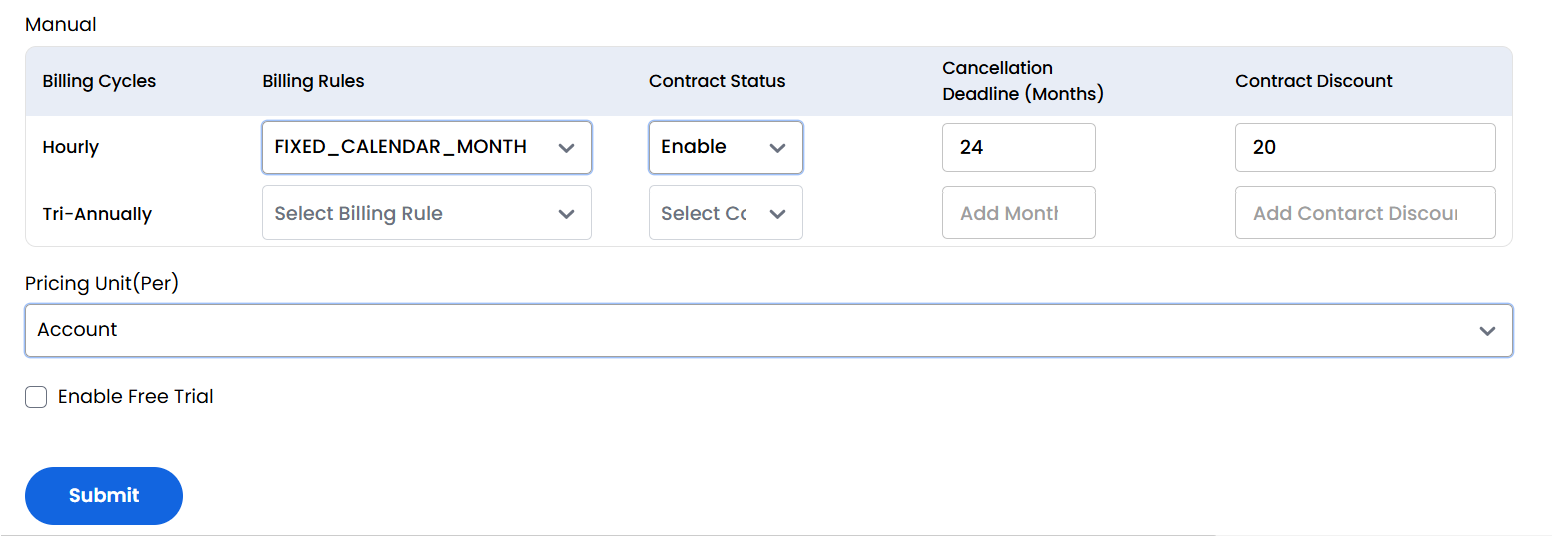 Manual
Billing Cycles Billing Rules Contract Status Cancellation Deadline (Months) Contract Discount
Hourly FIXED_CALENDAR_MONTH Enable 24 20
Tri-Annually Select Billing Rule Select Co Add Month Add Contarct Discou
Pricing Unit(Per)
Account
Enable Free Trial
Submit